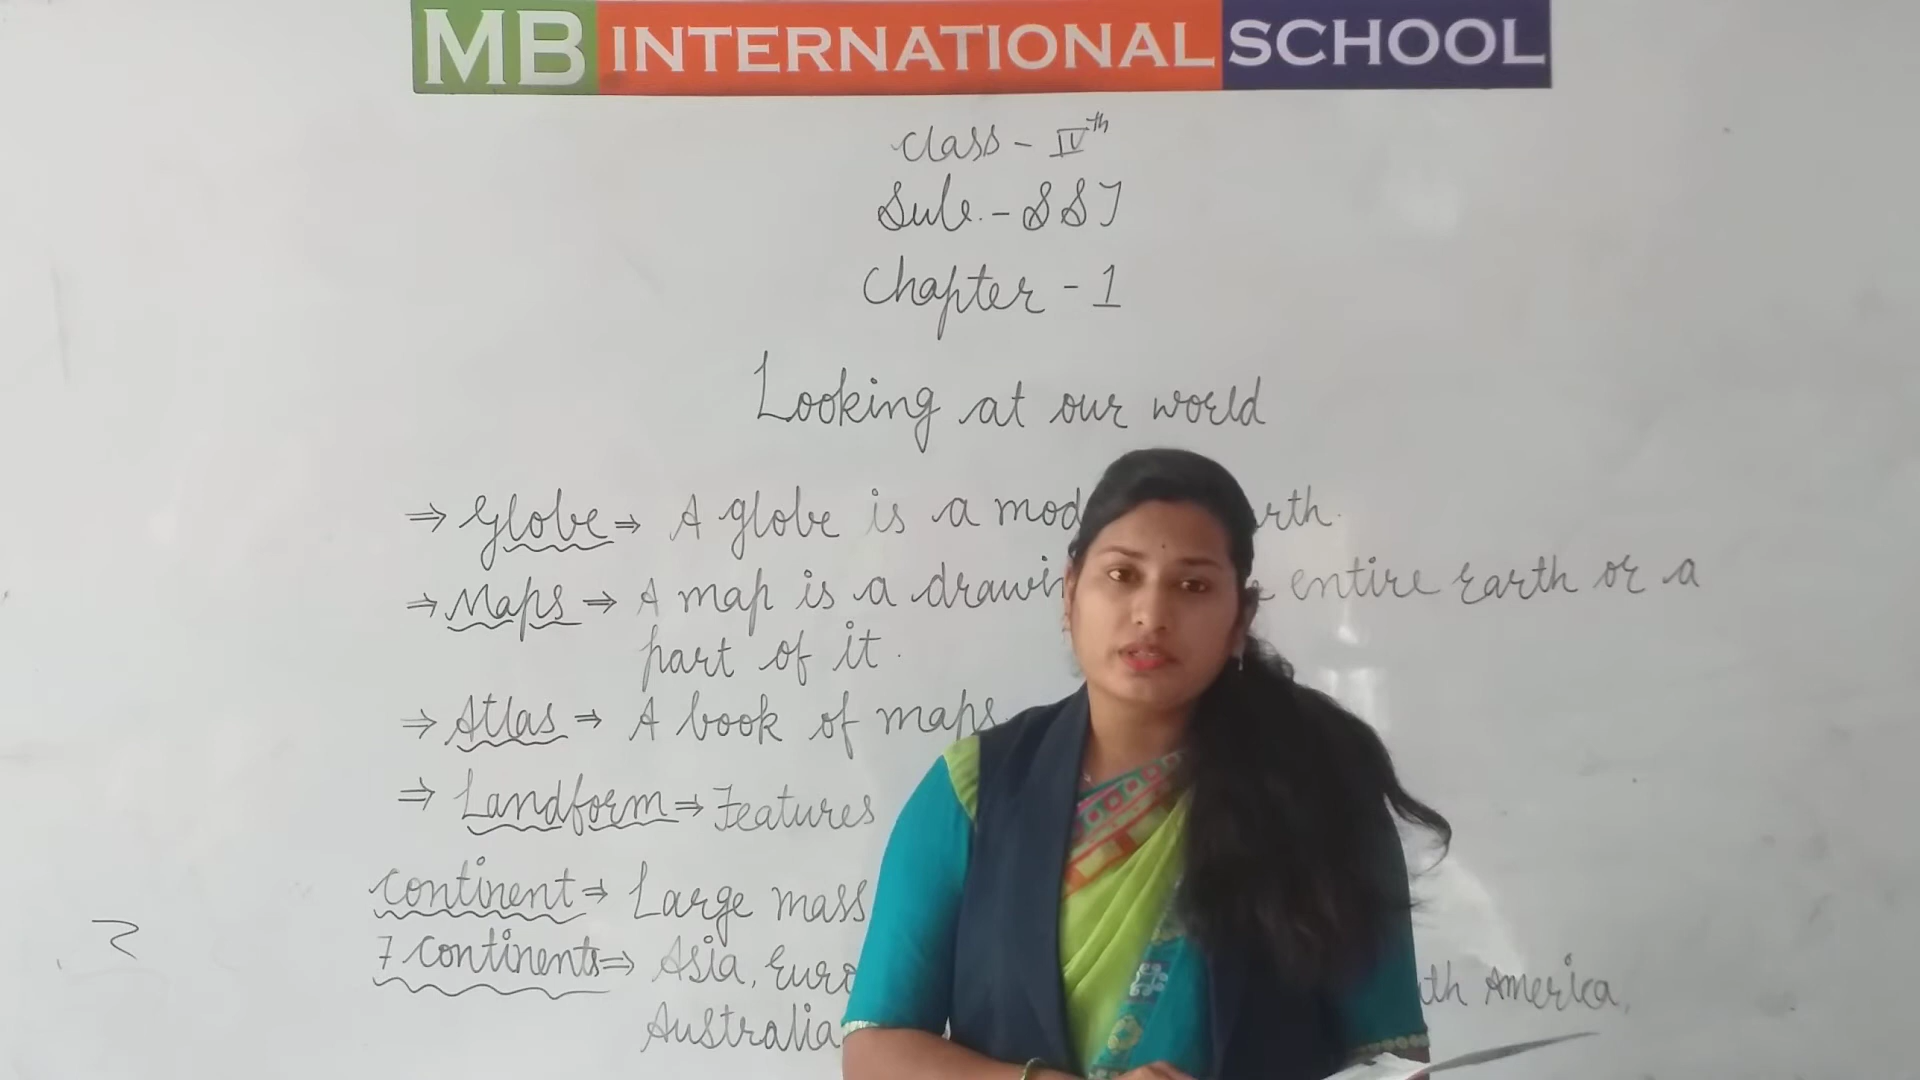 MB INTERNATIONAL SCHOOL
Class - IVth
Sub. - SST
Chapter - 1
Looking at our world
⇒ Globe ⇒ A globe is a mod rth.
⇒ Maps ⇒ A map is a drawin entire Earth or a
part of it.
⇒ Atlas ⇒ A book of maps
⇒ Landform ⇒ Features
Continent ⇒ Large mass
7 Continents ⇒ Asia, Euro th America,
Australia